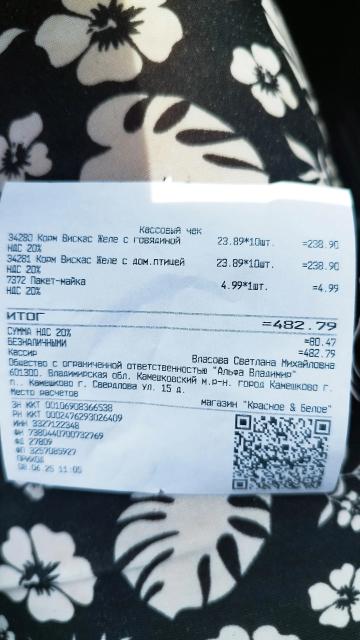 Кассовый чек
34280 Корм Вискас Желе с говядиной 23.89*10шт. =238.90
НДС 20%
34281 Корм Вискас Желе с дом.птицей 23.89*10шт. =238.90
НДС 20%
7372 Пакет-майка 4.99*1шт. =4.99
НДС 20%
ИТОГ =482.79
СУММА НДС 20% =80.47
БЕЗНАЛИЧНЫМИ =482.79
Кассир Власова Светлана Михайловна
Общество с ограниченной ответственностью "Альфа Владимир"
601300, Владимирская обл, Камешковский м.р-н, город Камешково г.
п., Камешково г, Свердлова ул, 15 д.
Место расчетов магазин "Красное & Белое"
ЗН ККТ 00106908366538
РН ККТ 0002476293026409
ИНН 3327122348
ФН 7380440700732769
ФД 27809
ФП 3257085927
ПРИХОД
08.06.25 11:05